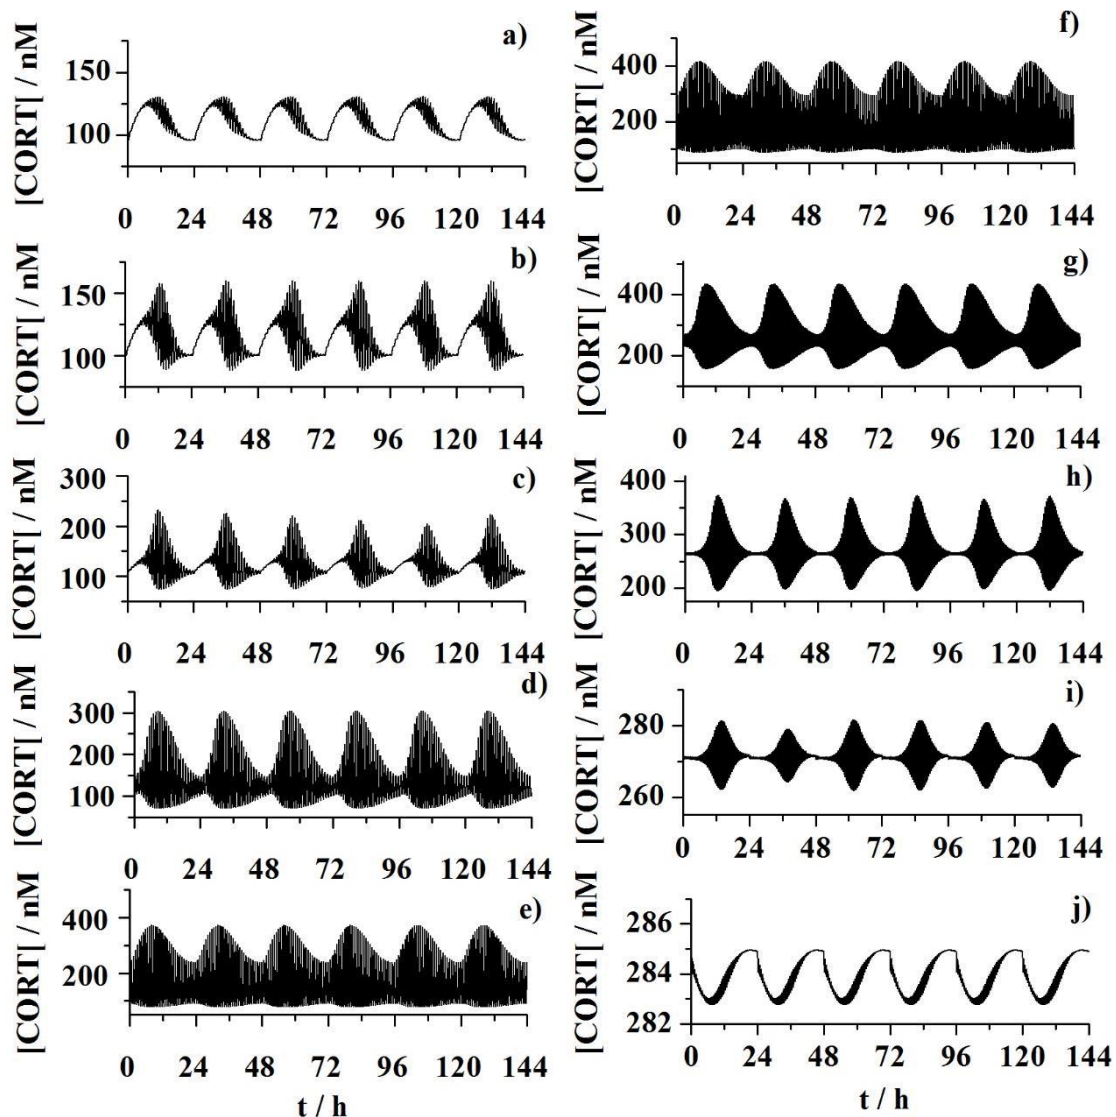 a)
[CORT[ / nM
150
100
0 24 48 72 96 120 144
b)
[CORT[ / nM
150
100
0 24 48 72 96 120 144
c)
[CORT[ / nM
300
200
100
0 24 48 72 96 120 144
d)
[CORT[ / nM
300
200
100
0 24 48 72 96 120 144
e)
[CORT[ / nM
400
200
0 24 48 72 96 120 144
t / h
f)
[CORT[ / nM
400
200
0 24 48 72 96 120 144
g)
[CORT[ / nM
400
200
0 24 48 72 96 120 144
h)
[CORT[ / nM
400
300
200
0 24 48 72 96 120 144
i)
[CORT[ / nM
280
260
0 24 48 72 96 120 144
j)
[CORT[ / nM
286
284
282
0 24 48 72 96 120 144
t / h